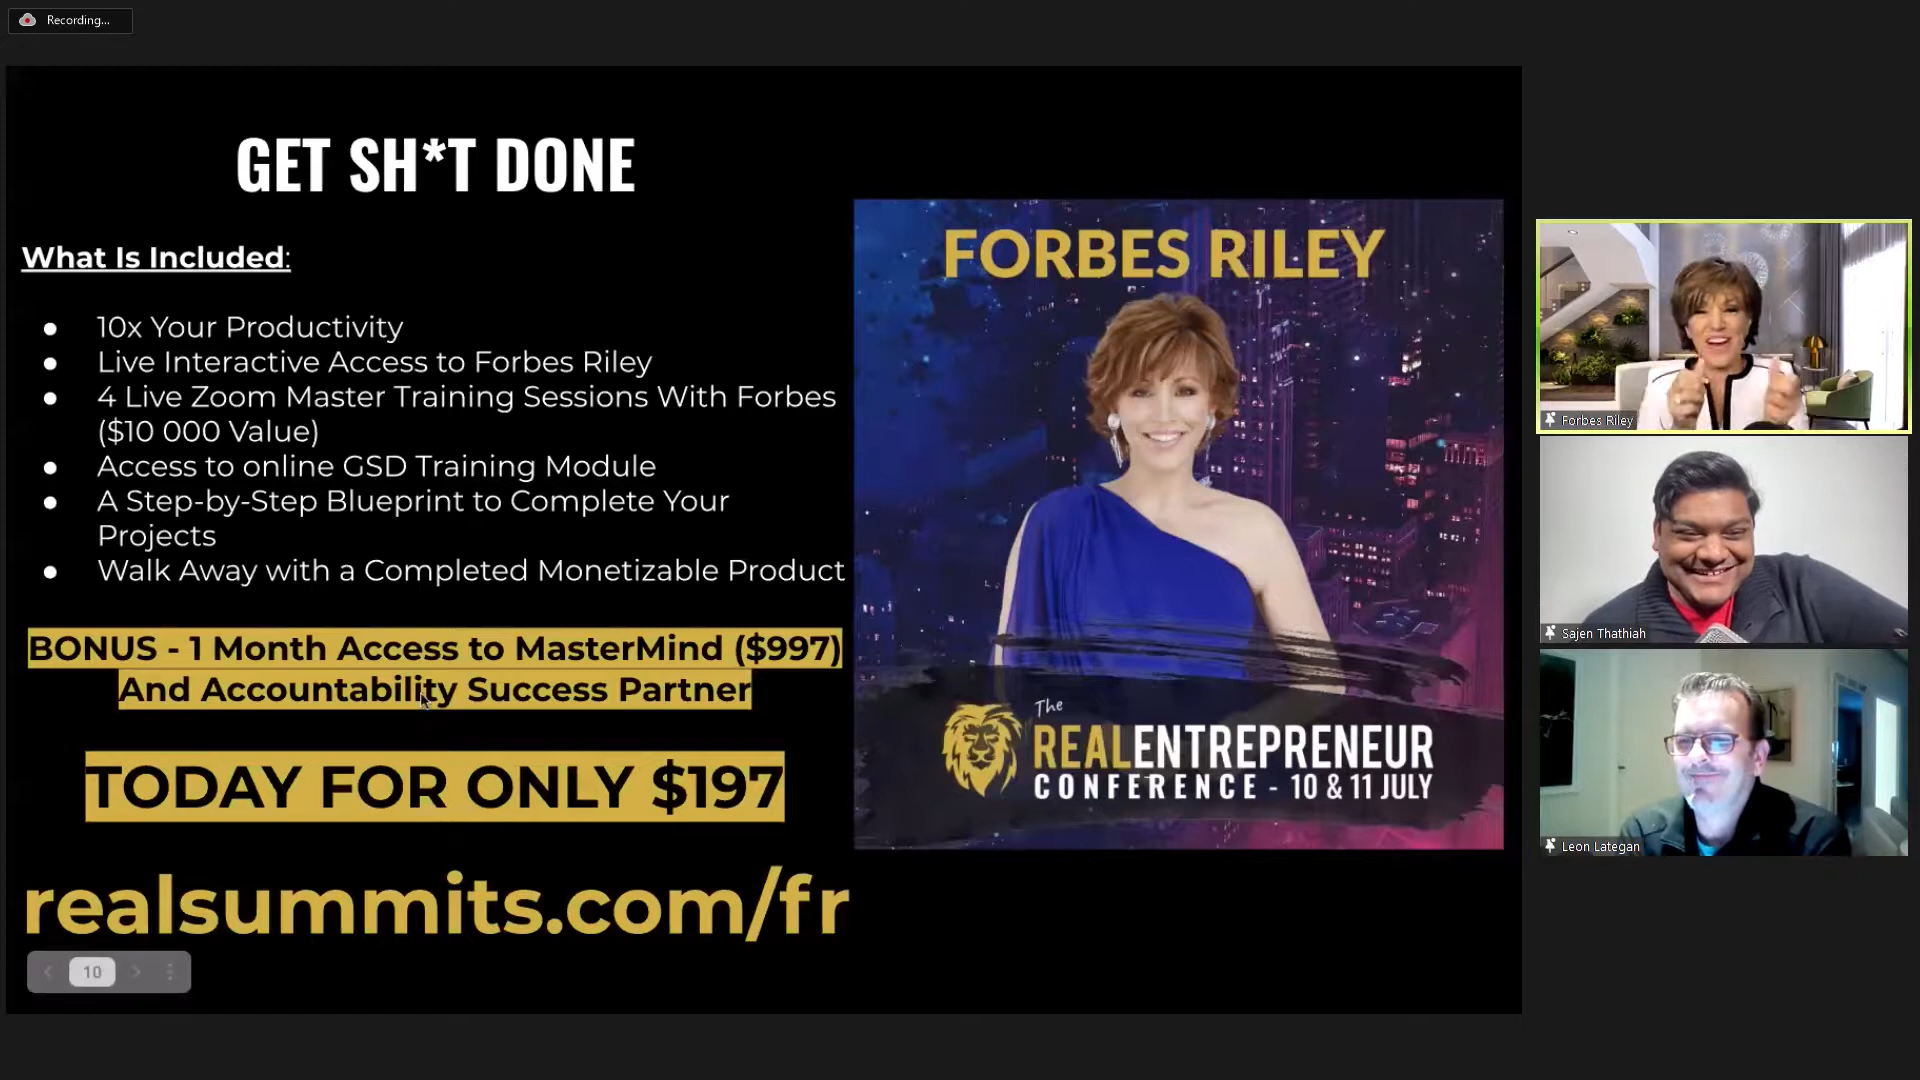 Recording...
GET SH*T DONE
What Is Included:
● 10x Your Productivity
● Live Interactive Access to Forbes Riley
● 4 Live Zoom Master Training Sessions With Forbes
($10 000 Value)
● Access to online GSD Training Module
● A Step-by-Step Blueprint to Complete Your
Projects
● Walk Away with a Completed Monetizable Product
BONUS - 1 Month Access to MasterMind ($997)
And Accountability Success Partner
TODAY FOR ONLY $197
realsummits.com/fr
10
FORBES RILEY
The
REALENTREPRENEUR
CONFERENCE - 10 & 11 JULY
Forbes Riley
Sajen Thathiah
Leon Lategan